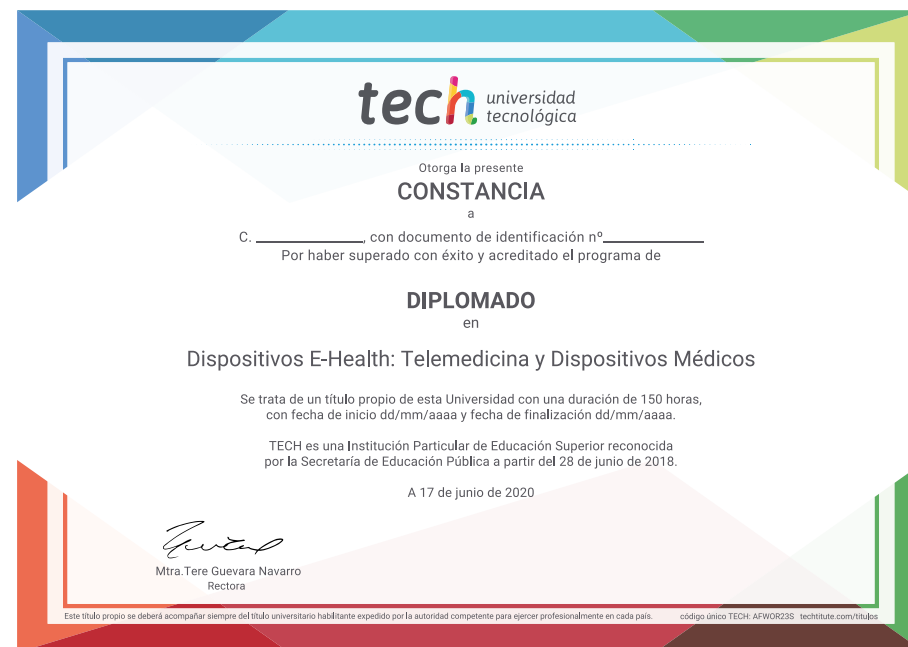 tech universidad
tecnológica
Otorga la presente
CONSTANCIA
a
C. ______________, con documento de identificación nº______________
Por haber superado con éxito y acreditado el programa de
DIPLOMADO
en
Dispositivos E-Health: Telemedicina y Dispositivos Médicos
Se trata de un título propio de esta Universidad con una duración de 150 horas,
con fecha de inicio dd/mm/aaaa y fecha de finalización dd/mm/aaaa.
TECH es una Institución Particular de Educación Superior reconocida
por la Secretaría de Educación Pública a partir del 28 de junio de 2018.
A 17 de junio de 2020
Mtra.Tere Guevara Navarro
Rectora
Este título propio se deberá acompañar siempre del título universitario habilitante expedido por la autoridad competente para ejercer profesionalmente en cada país. código único TECH: AFWOR23S techtitute.com/titulos